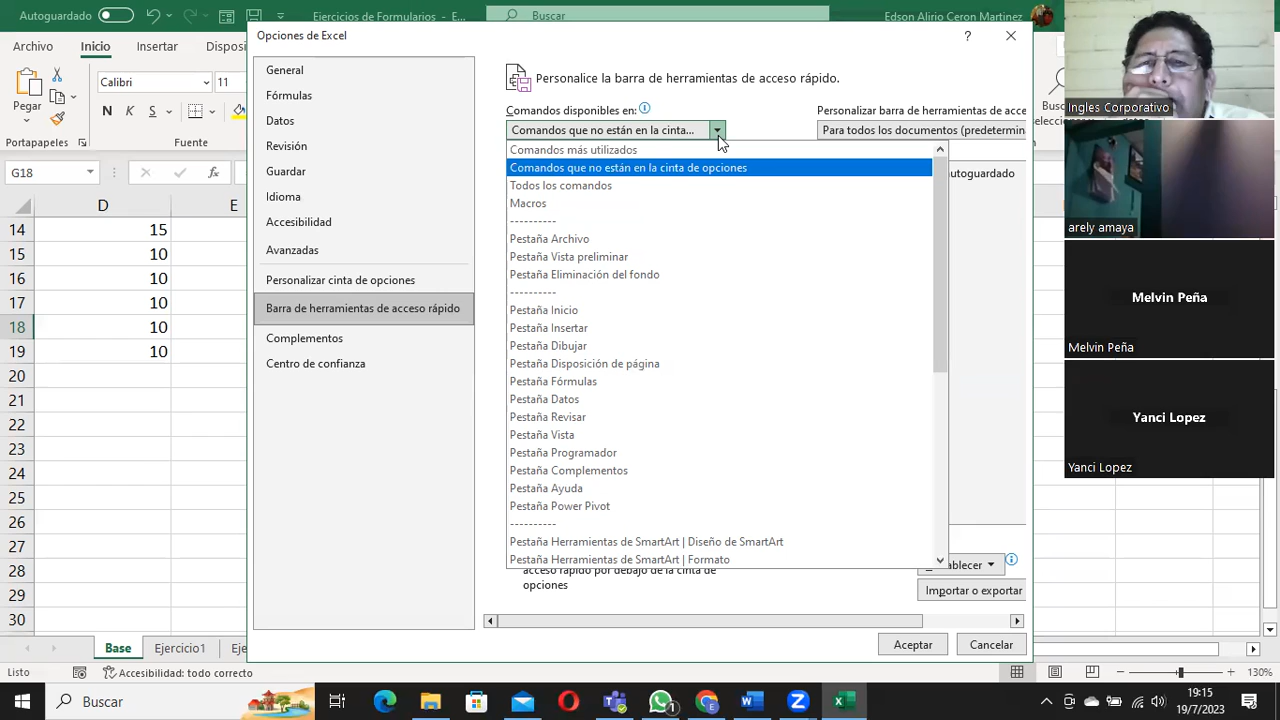 Autoguardado
Ejercicios de Formularios
Buscar
Edson Alirio Ceron Martinez
Archivo
Inicio
Insertar
Opciones de Excel
?
Calibri
11
Pegar
N
K
S
Portapapeles
G18
fx
D
E
14 15
15 10
16 10
17 10
18 10
19 10
20
21
22
23
24
25
26
27
28
29
30
General
Fórmulas
Datos
Revisión
Guardar
Idioma
Accesibilidad
Avanzadas
Personalizar cinta de opciones
Barra de herramientas de acceso rápido
Complementos
Centro de confianza
Personalice la barra de herramientas de acceso rápido.
Comandos disponibles en:
Comandos que no están en la cinta...
Comandos más utilizados
Comandos que no están en la cinta de opciones
Todos los comandos
Macros
----------
Pestaña Archivo
Pestaña Vista preliminar
Pestaña Eliminación del fondo
----------
Pestaña Inicio
Pestaña Insertar
Pestaña Dibujar
Pestaña Disposición de página
Pestaña Fórmulas
Pestaña Datos
Pestaña Revisar
Pestaña Vista
Pestaña Programador
Pestaña Complementos
Pestaña Ayuda
Pestaña Power Pivot
----------
Pestaña Herramientas de SmartArt | Diseño de SmartArt
Pestaña Herramientas de SmartArt | Formato
acceso rápido por debajo de la cinta de
opciones
Personalizar barra de herramientas de acce
Para todos los documentos (predetermin
utoguardado
ablecer
Importar o exportar
Aceptar
Cancelar
Ingles Corporativo
arely amaya
Melvin Peña
Melvin Peña
Yanci Lopez
Yanci Lopez
Base
Ejercicio1
Listo
Accesibilidad: todo correcto
130%
Buscar
1
19:15
19/7/2023